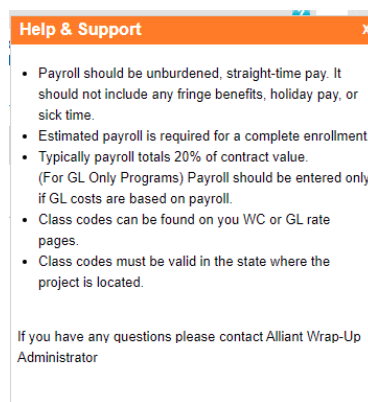 Help & Support
x
• Payroll should be unburdened, straight-time pay. It
should not include any fringe benefits, holiday pay, or
sick time.
• Estimated payroll is required for a complete enrollment
• Typically payroll totals 20% of contract value.
(For GL Only Programs) Payroll should be entered only
if GL costs are based on payroll.
• Class codes can be found on you WC or GL rate
pages.
• Class codes must be valid in the state where the
project is located.
If you have any questions please contact Alliant Wrap-Up
Administrator